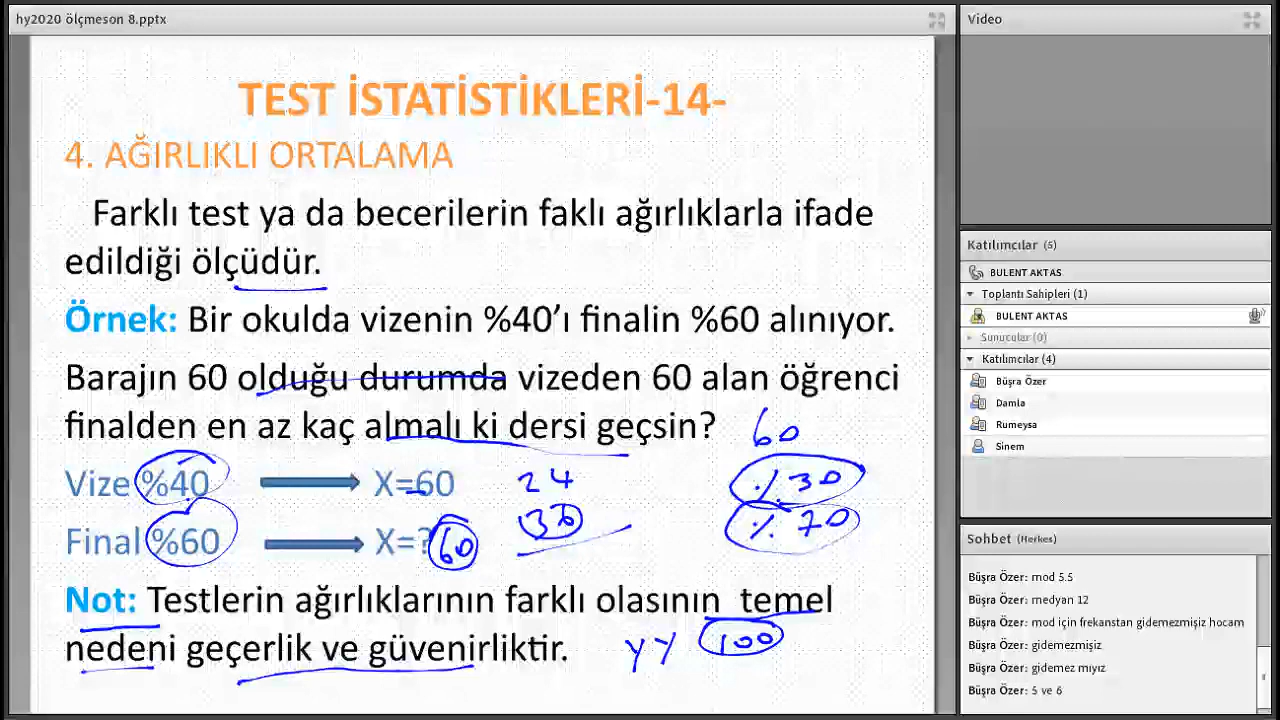 hy2020 ölçmeson 8.pptx
TEST İSTATİSTİKLERİ-14-
4. AĞIRLIKLI ORTALAMA
Farklı test ya da becerilerin faklı ağırlıklarla ifade
edildiği ölçüdür.
Örnek: Bir okulda vizenin %40'ı finalin %60 alınıyor.
Barajın 60 olduğu durumda vizeden 60 alan öğrenci
finalden en az kaç almalı ki dersi geçsin?
60
Vize %40 X=60 24 %30
Final %60 X=? 60 36 %70
Not: Testlerin ağırlıklarının farklı olasının temel
nedeni geçerlik ve güvenirliktir. yy 100
Video
Katılımcılar (5)
BULENT AKTAS
Toplantı Sahipleri (1)
BULENT AKTAS
Sunucular (0)
Katılımcılar (4)
Büşra Özer
Damla
Rumeysa
Sinem
Sohbet (Herkes)
Büşra Özer: mod 5.5
Büşra Özer: medyan 12
Büşra Özer: mod için frekanstan gidemezmişiz hocam
Büşra Özer: gidemezmişiz
Büşra Özer: gidemez mıyız
Büşra Özer: 5 ve 6